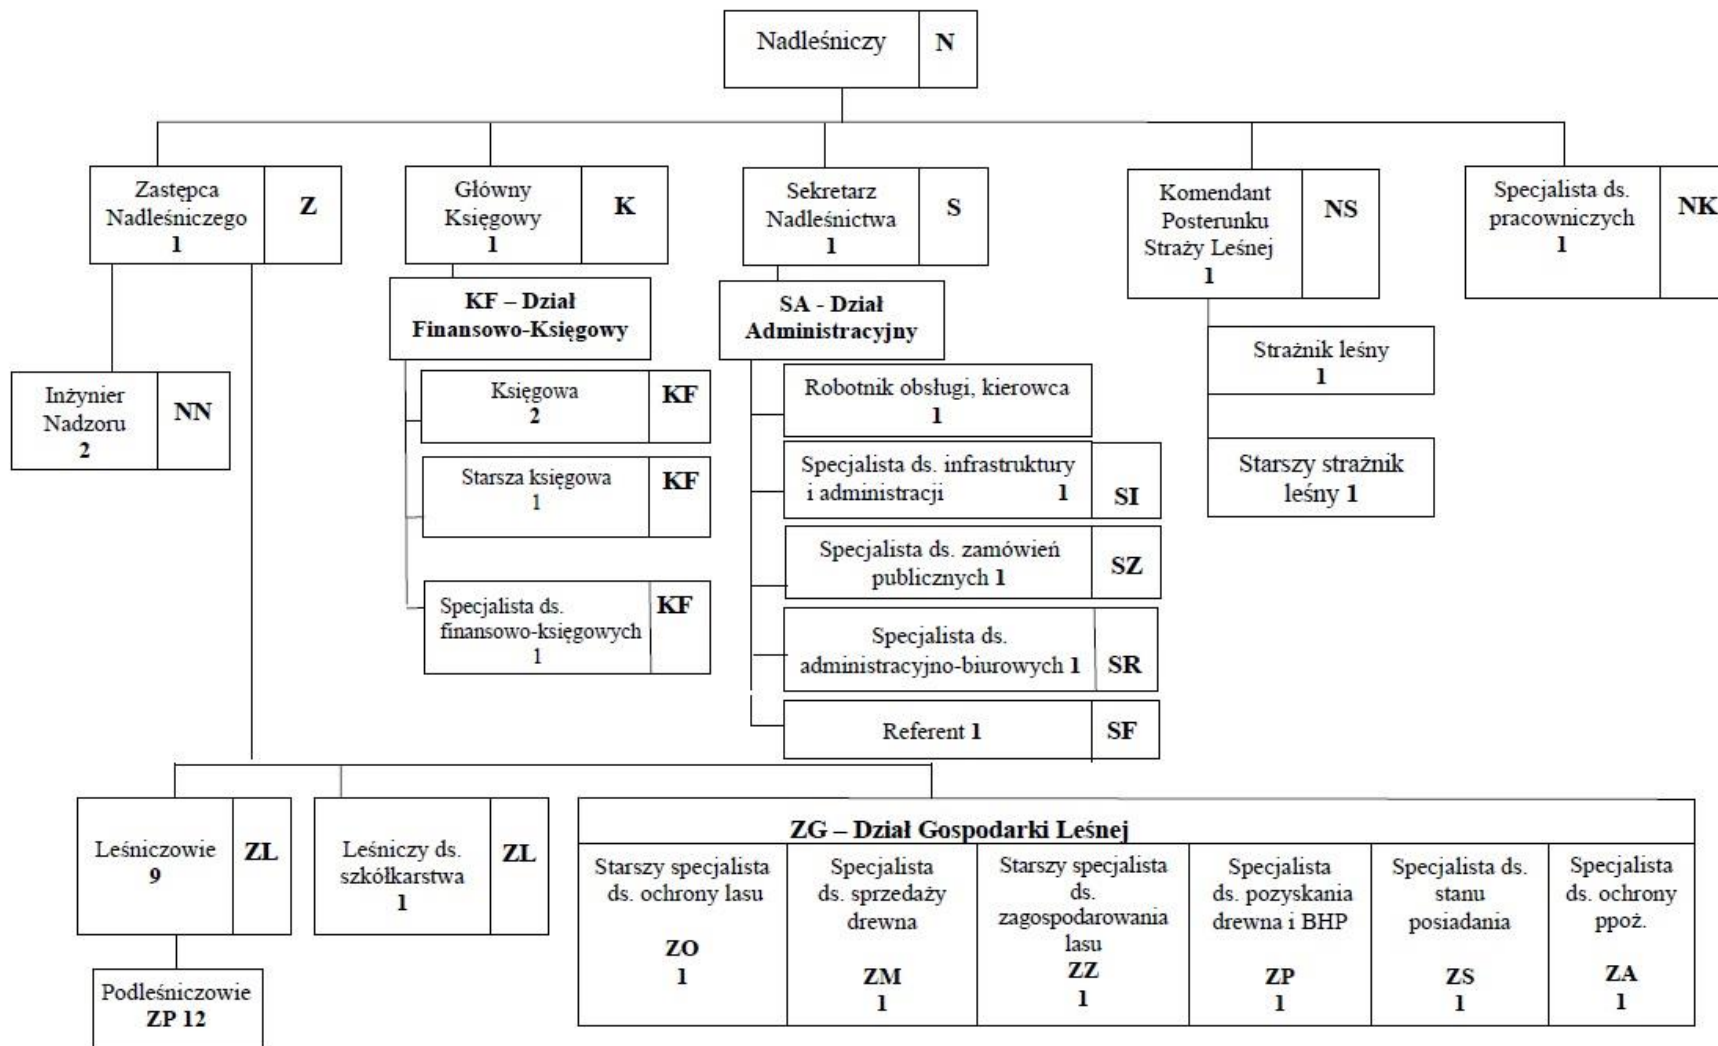 Nadleśniczy N
Zastępca
Nadleśniczego
1
Z
Główny
Księgowy
1
K
Sekretarz
Nadleśnictwa
1
S
Komendant
Posterunku
Straży Leśnej
1
NS
Specjalista ds.
pracowniczych
1
NK
Inżynier
Nadzoru
2
NN
KF – Dział
Finansowo-Księgowy
Księgowa
2
KF
Starsza księgowa
1
KF
Specjalista ds.
finansowo-księgowych
1
KF
SA - Dział
Administracyjny
Robotnik obsługi, kierowca
1
Specjalista ds. infrastruktury
i administracji 1
SI
Specjalista ds. zamówień
publicznych 1
SZ
Specjalista ds.
administracyjno-biurowych 1
SR
Referent 1
SF
Strażnik leśny
1
Starszy strażnik
leśny 1
Leśniczowie
9
ZL
Podleśniczowie
ZP 12
Leśniczy ds.
szkółkarstwa
1
ZL
ZG – Dział Gospodarki Leśnej
Starszy specjalista
ds. ochrony lasu
ZO
1
Specjalista
ds. sprzedaży
drewna
ZM
1
Starszy specjalista
ds.
zagospodarowania
lasu
ZZ
1
Specjalista
ds. pozyskania
drewna i BHP
ZP
1
Specjalista ds.
stanu
posiadania
ZS
1
Specjalista
ds. ochrony
ppoż.
ZA
1